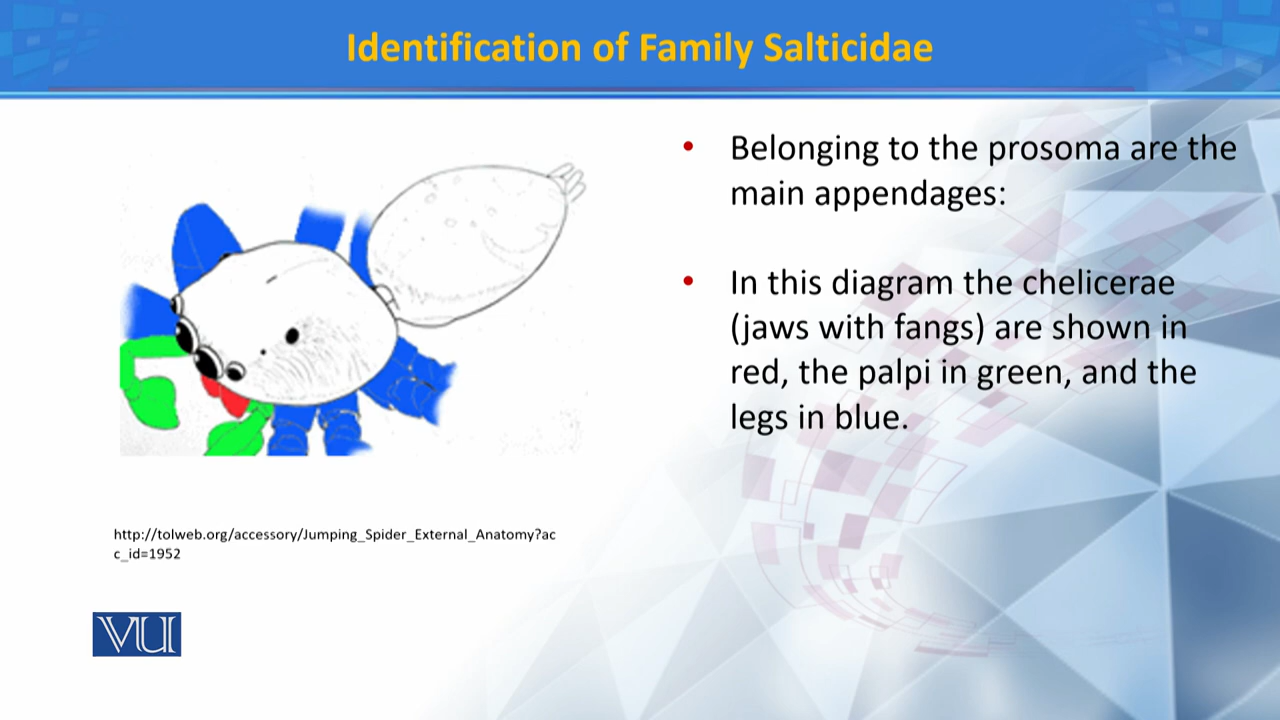 Identification of Family Salticidae
• Belonging to the prosoma are the
main appendages:
• In this diagram the chelicerae
(jaws with fangs) are shown in
red, the palpi in green, and the
legs in blue.
http://tolweb.org/accessory/Jumping_Spider_External_Anatomy?ac
c_id=1952
VU